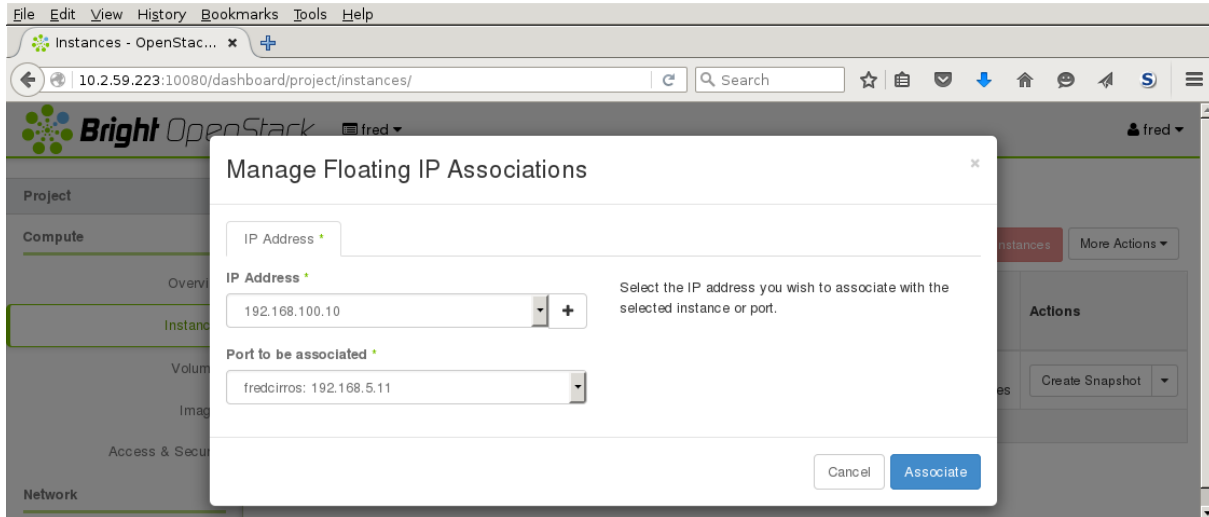 File Edit View History Bookmarks Tools Help
Instances - OpenStac...
10.2.59.223:10080/dashboard/project/instances/
Search
S)
Bright OpenStack
fred
fred
Manage Floating IP Associations
×
Project
Compute
IP Address *
nstances
More Actions
IP Address *
Overvi
192.168.100.10
+
Select the IP address you wish to associate with the
selected instance or port.
Actions
Instanc
Port to be associated *
Volum
fredcirros: 192.168.5.11
es
Create Snapshot
Imag
Access & Secur
Cancel
Associate
Network